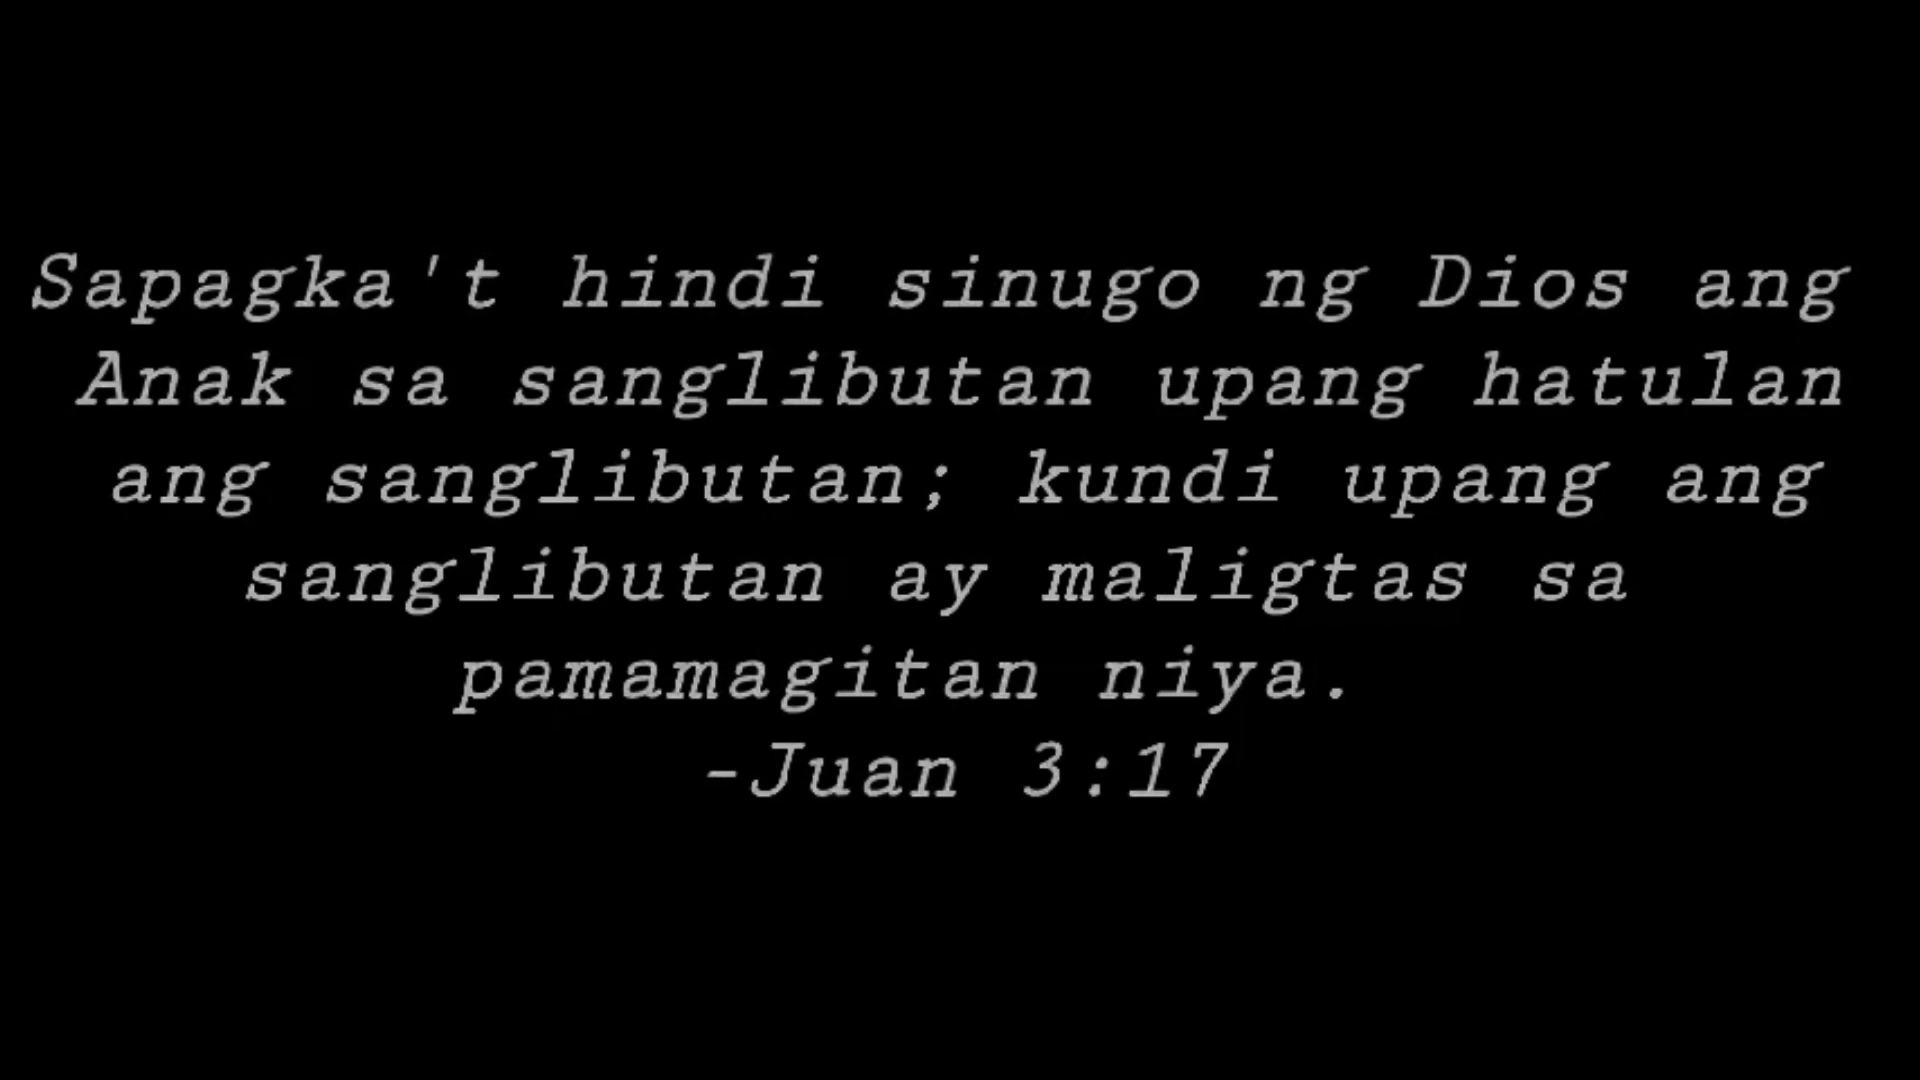 Sapagka't hindi sinugo ng Dios ang
Anak sa sanglibutan upang hatulan
ang sanglibutan; kundi upang ang
sanglibutan ay maligtas sa
pamamagitan niya.
-Juan 3:17